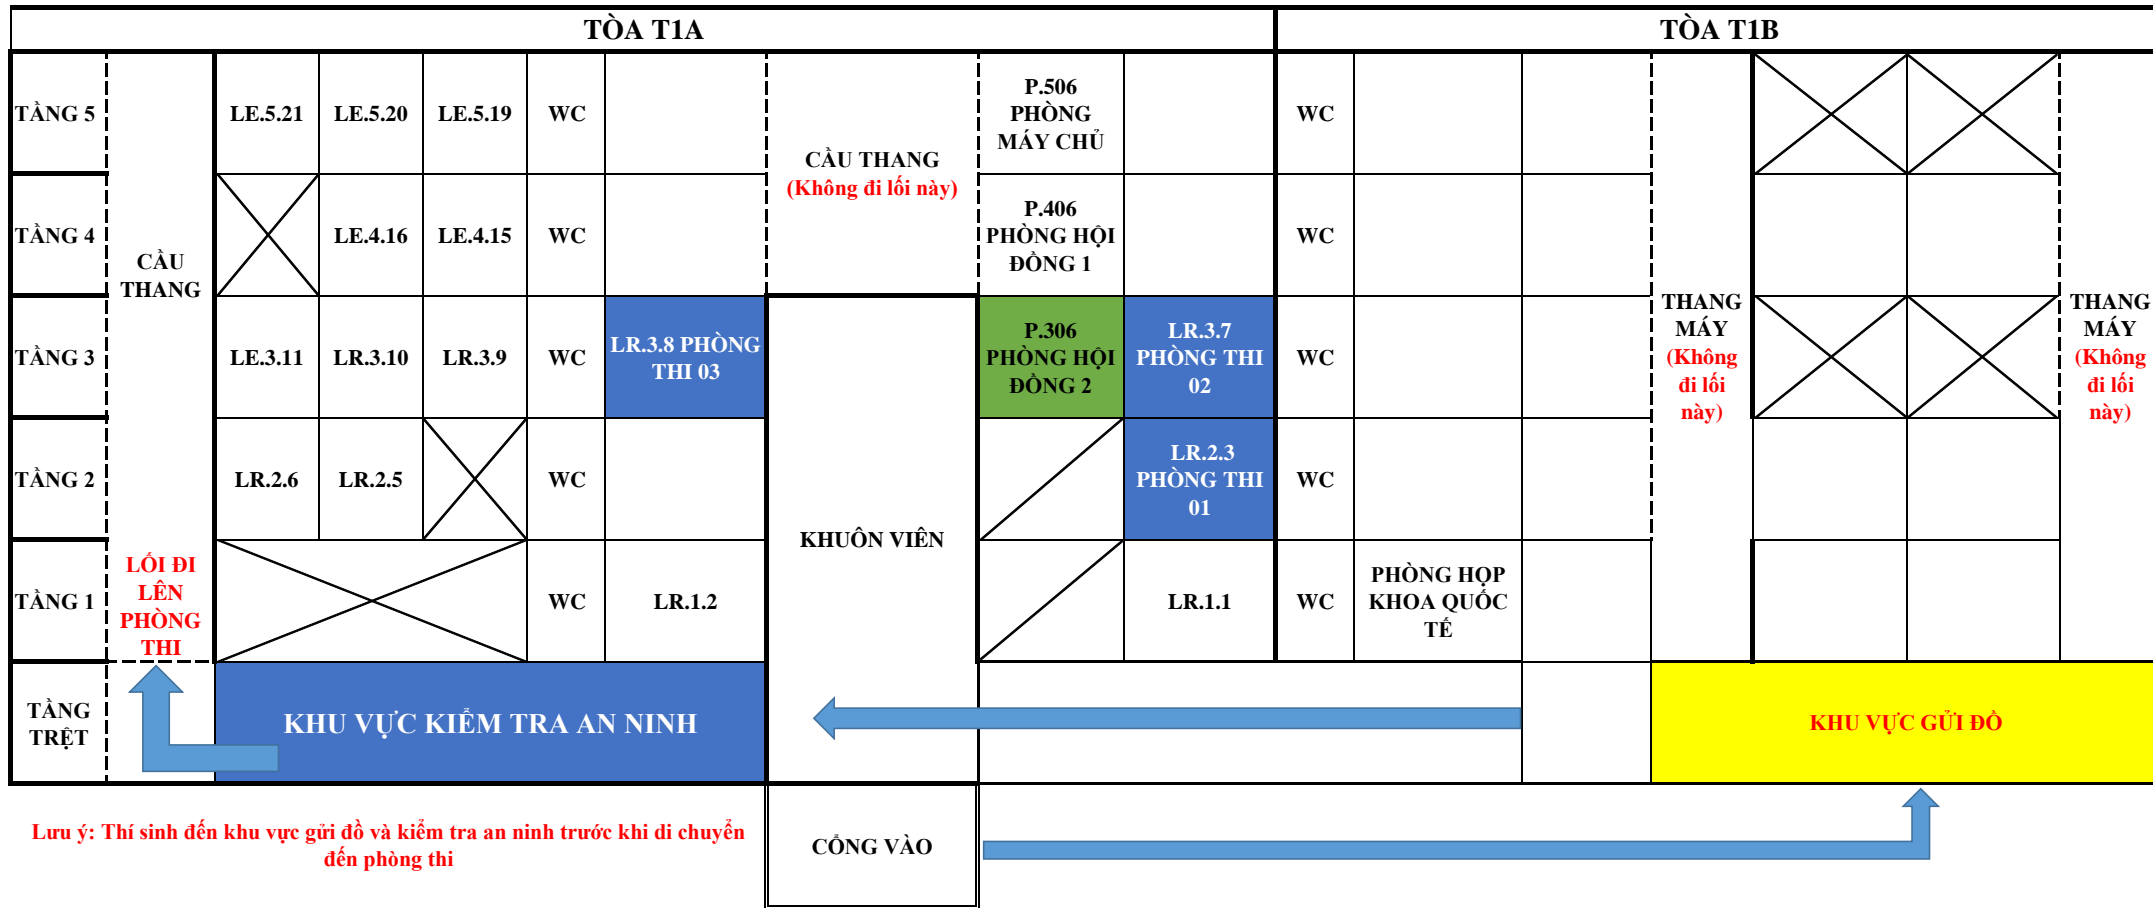 TÒA T1A
TÒA T1B
TẦNG 5
LE.5.21
LE.5.20
LE.5.19
WC
P.506
PHÒNG
MÁY CHỦ
WC
CẦU THANG
(Không đi lối này)
TẦNG 4
LE.4.16
LE.4.15
WC
P.406
PHÒNG HỘI
ĐỒNG 1
WC
CẦU
THANG
TẦNG 3
LE.3.11
LR.3.10
LR.3.9
WC
LR.3.8 PHÒNG
THI 03
P.306
PHÒNG HỘI
ĐỒNG 2
LR.3.7
PHÒNG THI
02
WC
THANG
MÁY
(Không
đi lối
này)
THANG
MÁY
(Không
đi lối
này)
TẦNG 2
LR.2.6
LR.2.5
WC
LR.2.3
PHÒNG THI
01
WC
KHUÔN VIÊN
TẦNG 1
LỐI ĐI
LÊN
PHÒNG
THI
WC
LR.1.2
LR.1.1
WC
PHÒNG HỌP
KHOA QUỐC
TẾ
TẦNG
TRỆT
KHU VỰC KIỂM TRA AN NINH
KHU VỰC GỬI ĐỒ
Lưu ý: Thí sinh đến khu vực gửi đồ và kiểm tra an ninh trước khi di chuyển
đến phòng thi
CỔNG VÀO